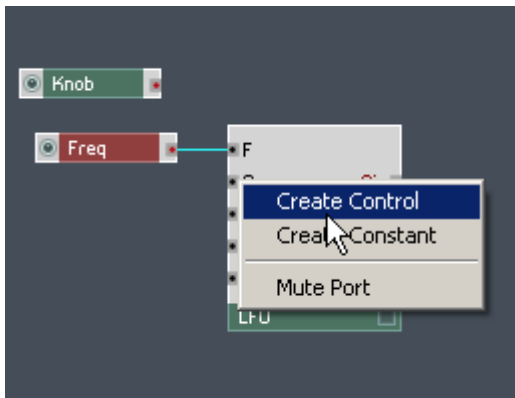 Knob
Freq
F
Create Control
Create Constant
Mute Port
LFO